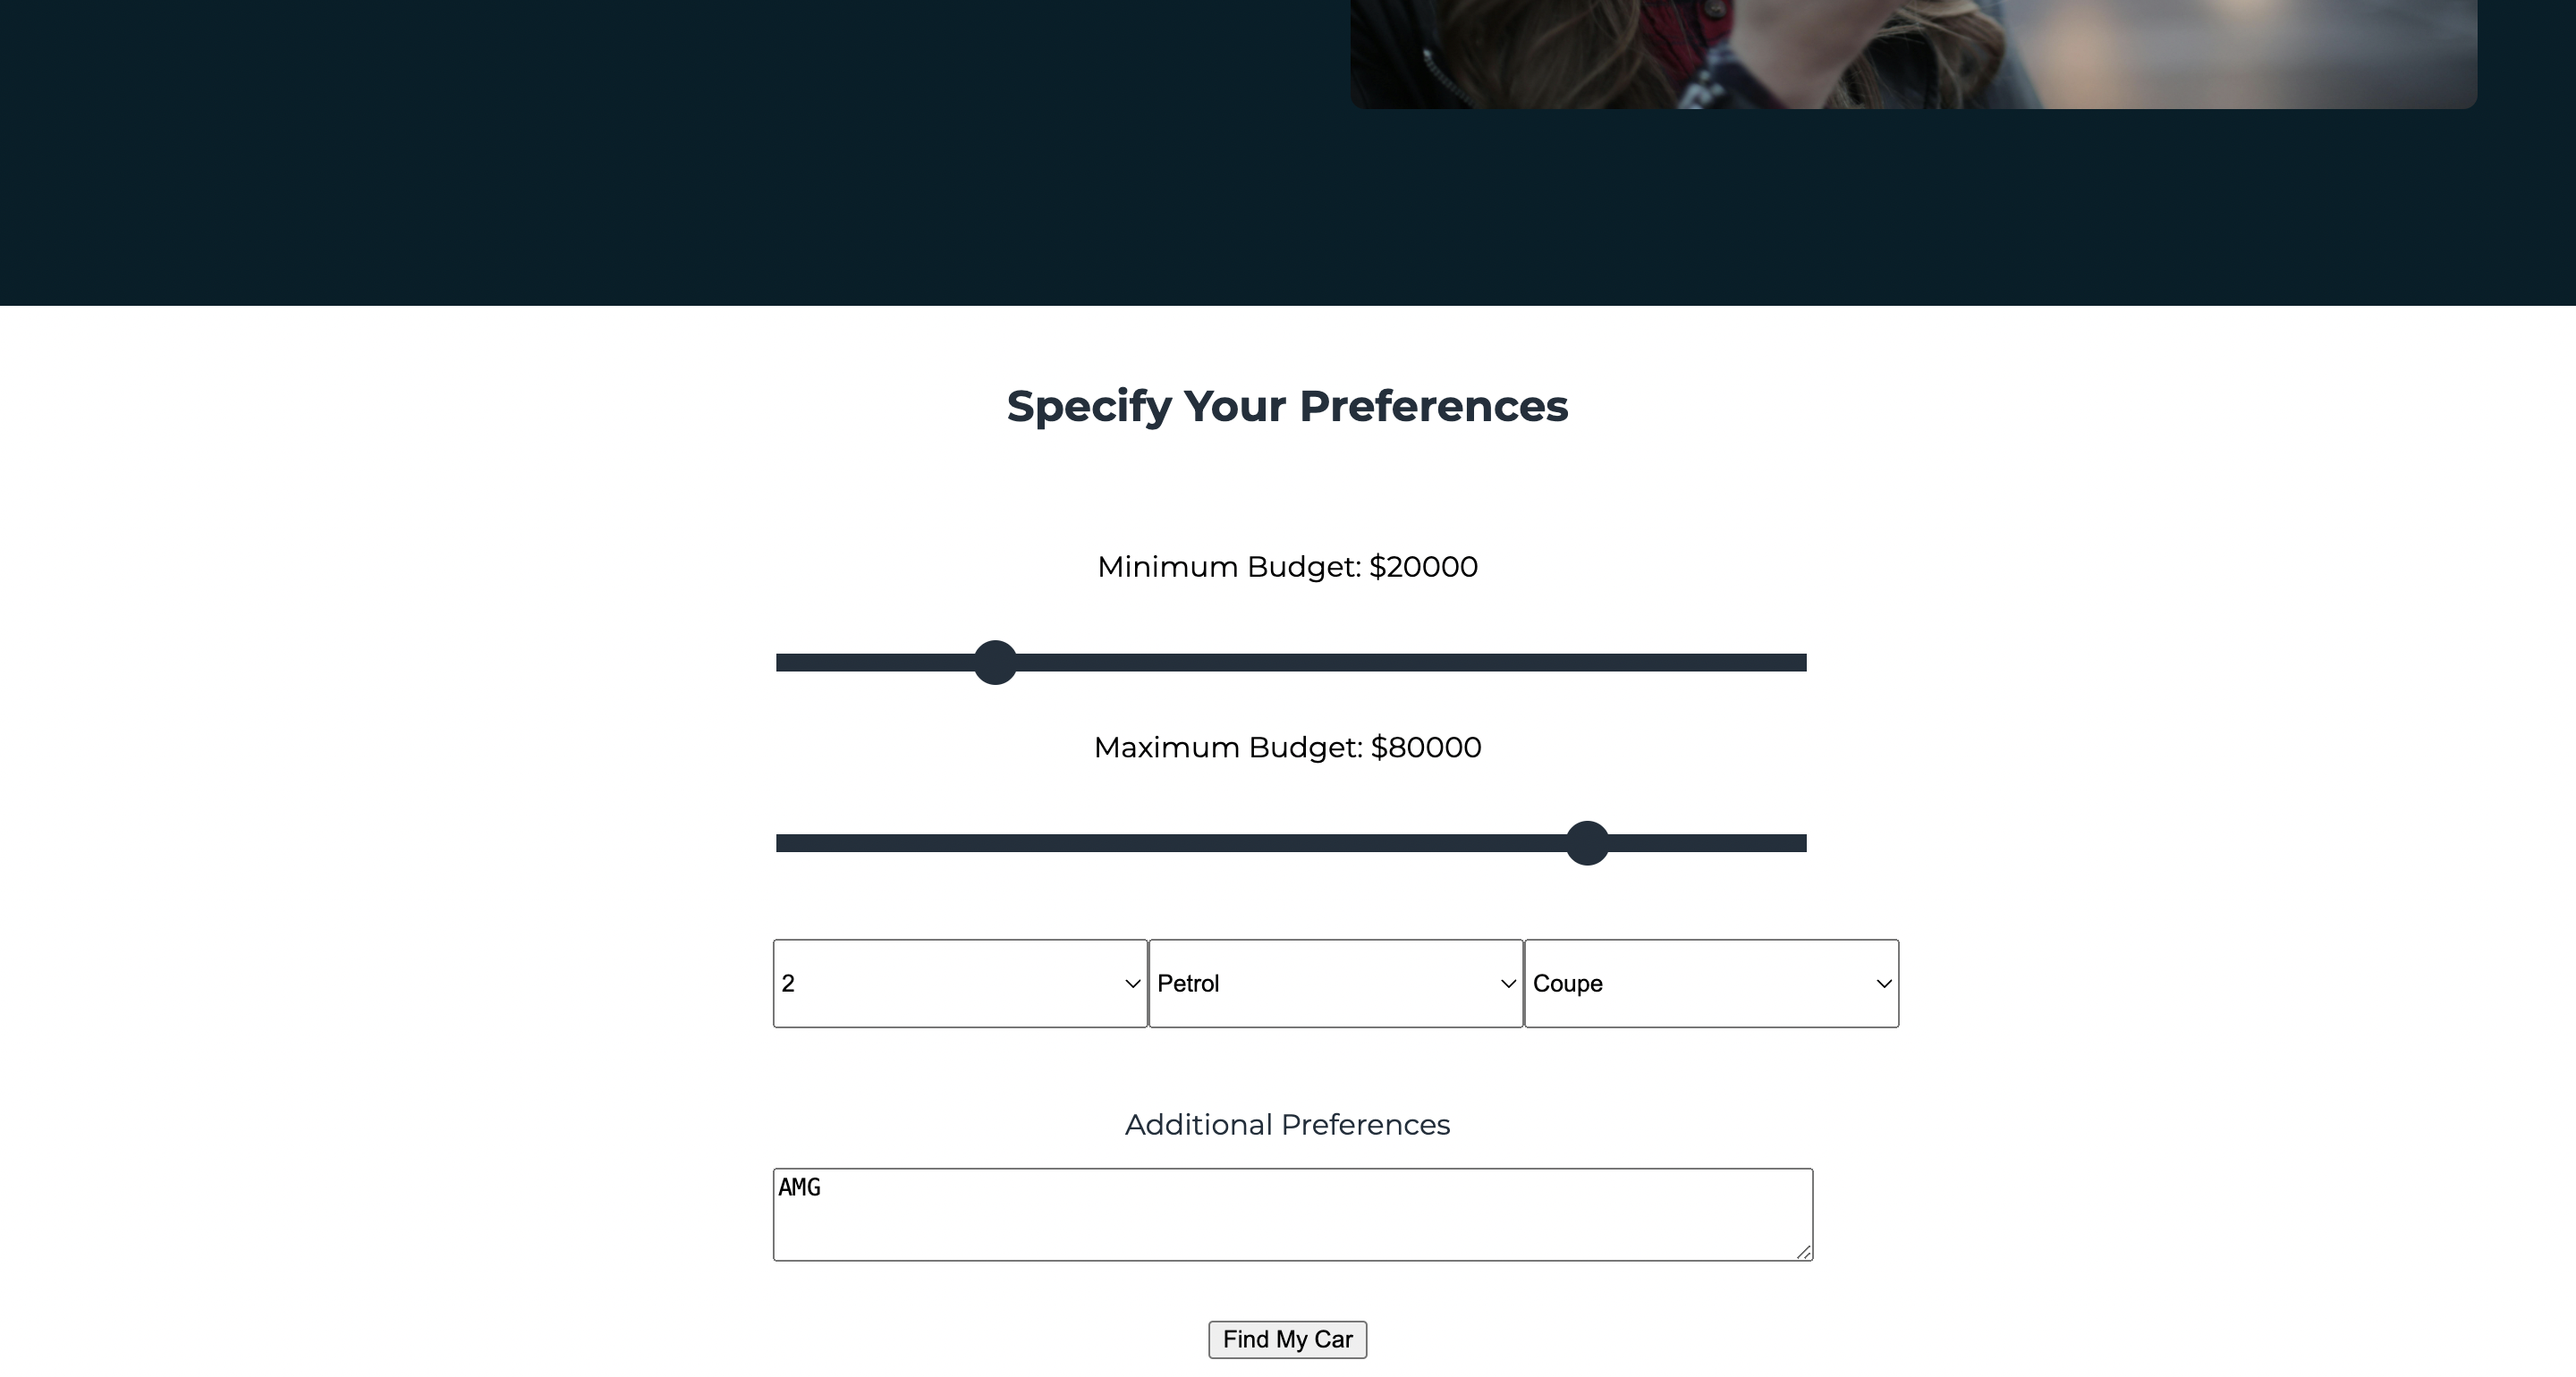 Specify Your Preferences
Minimum Budget: $20000
Maximum Budget: $80000
2 Petrol Coupe
Additional Preferences
AMG
Find My Car